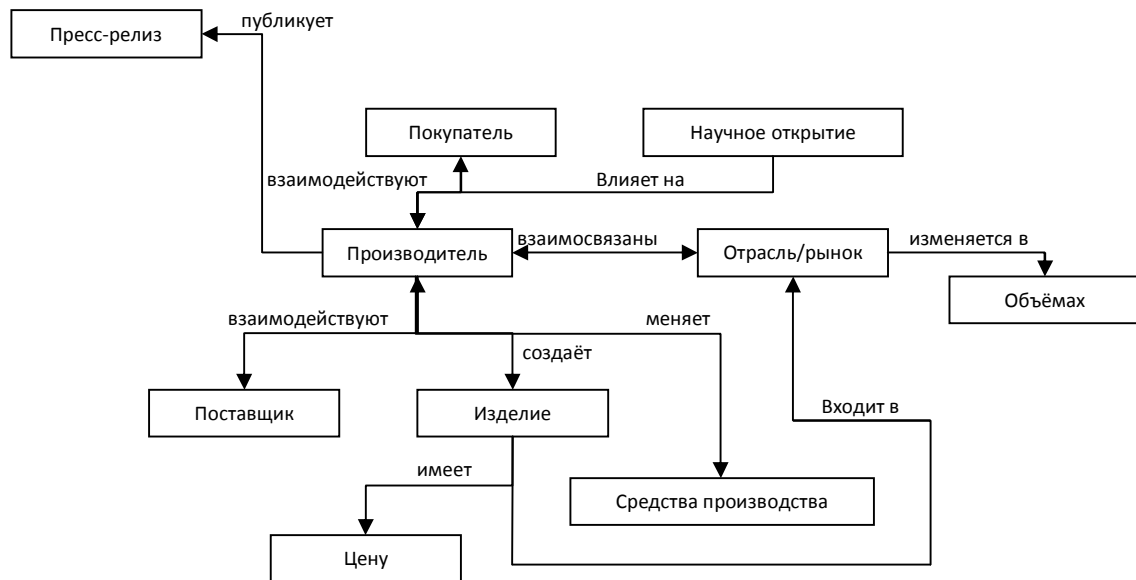 публикует
Пресс-релиз
Покупатель
Научное открытие
взаимодействуют
Влияет на
Производитель
взаимосвязаны
Отрасль/рынок
изменяется в
Объёмах
взаимодействуют
меняет
создаёт
Поставщик
Изделие
Входит в
имеет
Средства производства
Цену